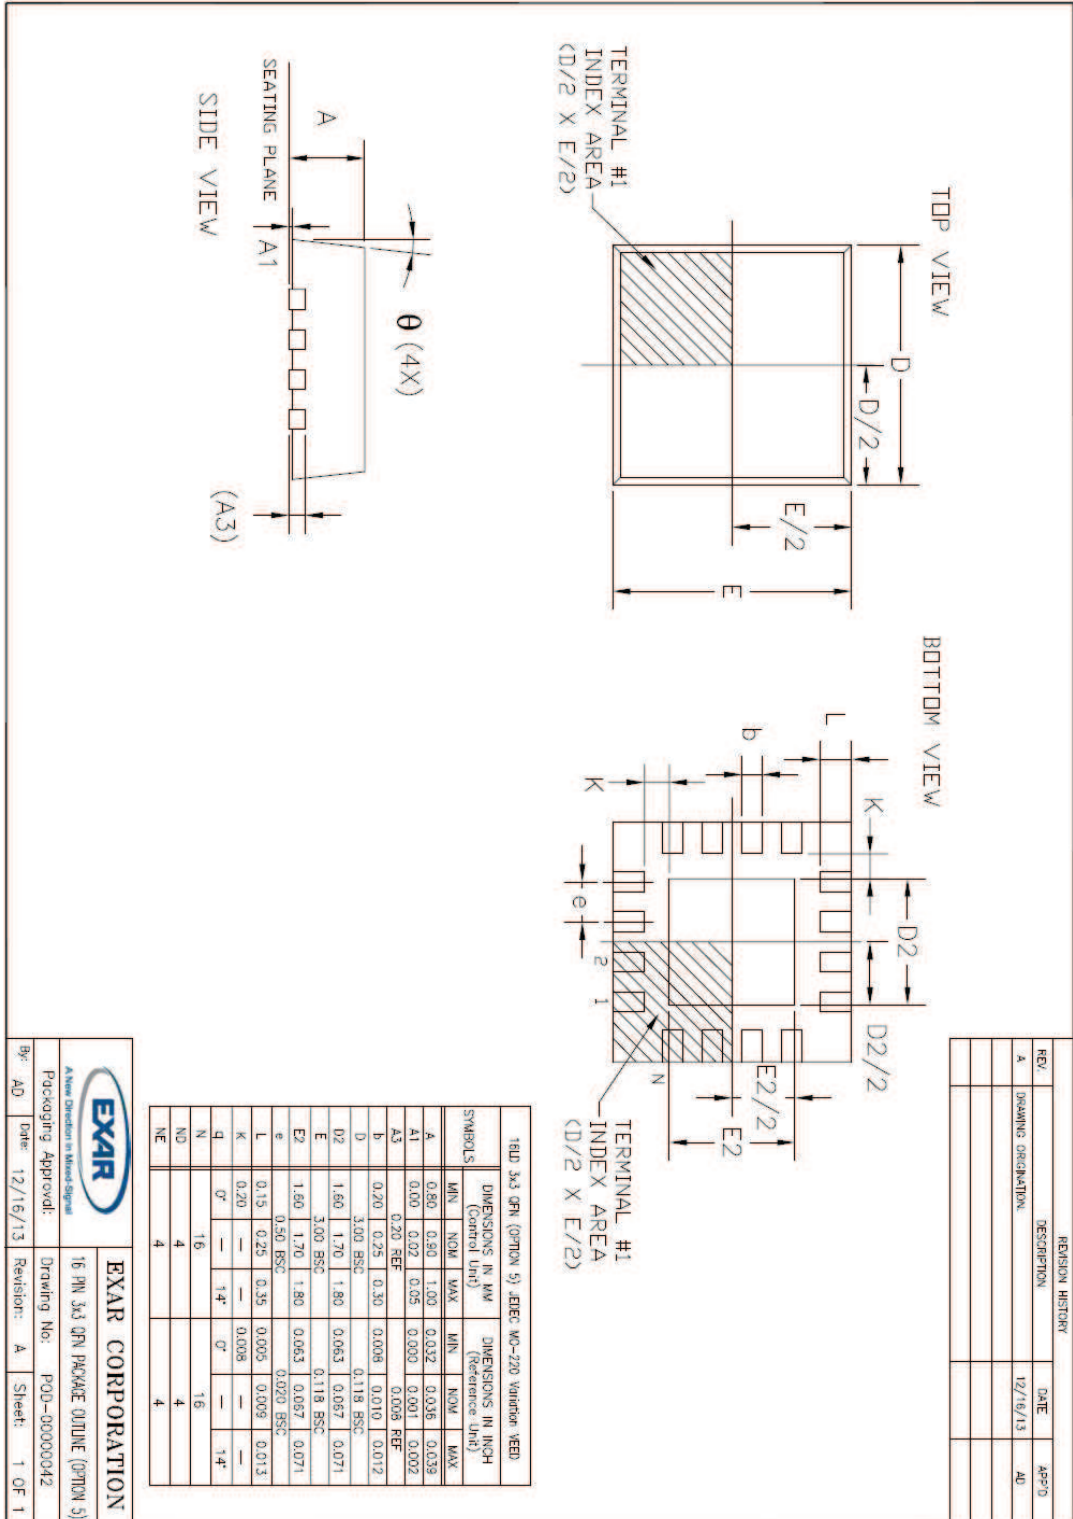 REVISION HISTORY
REV. DESCRIPTION DATE APP'D
A DRAWING ORIGINATION. 12/16/13 AD
TOP VIEW
D
D/2
E/2
E
TERMINAL #1
INDEX AREA
(D/2 X E/2)
BOTTOM VIEW
L
b
K
K
e
D2
D2/2
E2/2
E2
2
1
N
TERMINAL #1
INDEX AREA
(D/2 X E/2)
A
SEATING PLANE
A1
θ (4X)
(A3)
SIDE VIEW
16LD 3x3 QFN (OPTION 5) JEDEC MO-220 Variation VEED
SYMBOLS DIMENSIONS IN MM (Control Unit) DIMENSIONS IN INCH (Reference Unit)
MIN NOM MAX MIN NOM MAX
A 0.80 0.90 1.00 0.032 0.036 0.039
A1 0.00 0.02 0.05 0.000 0.001 0.002
A3 0.20 REF 0.008 REF
b 0.20 0.25 0.30 0.008 0.010 0.012
D 3.00 BSC 0.118 BSC
D2 1.60 1.70 1.80 0.063 0.067 0.071
E 3.00 BSC 0.118 BSC
E2 1.60 1.70 1.80 0.063 0.067 0.071
e 0.50 BSC 0.020 BSC
L 0.15 0.25 0.35 0.005 0.009 0.013
K 0.20 — — 0.008 — —
q 0° — 14° 0° — 14°
N 16 16
ND 4 4
NE 4 4
EXAR
A New Direction in Mixed-Signal
EXAR CORPORATION
16 PIN 3x3 QFN PACKAGE OUTLINE (OPTION 5)
Packaging Approval: Drawing No: POD-00000042
By: AD Date: 12/16/13 Revision: A Sheet: 1 OF 1